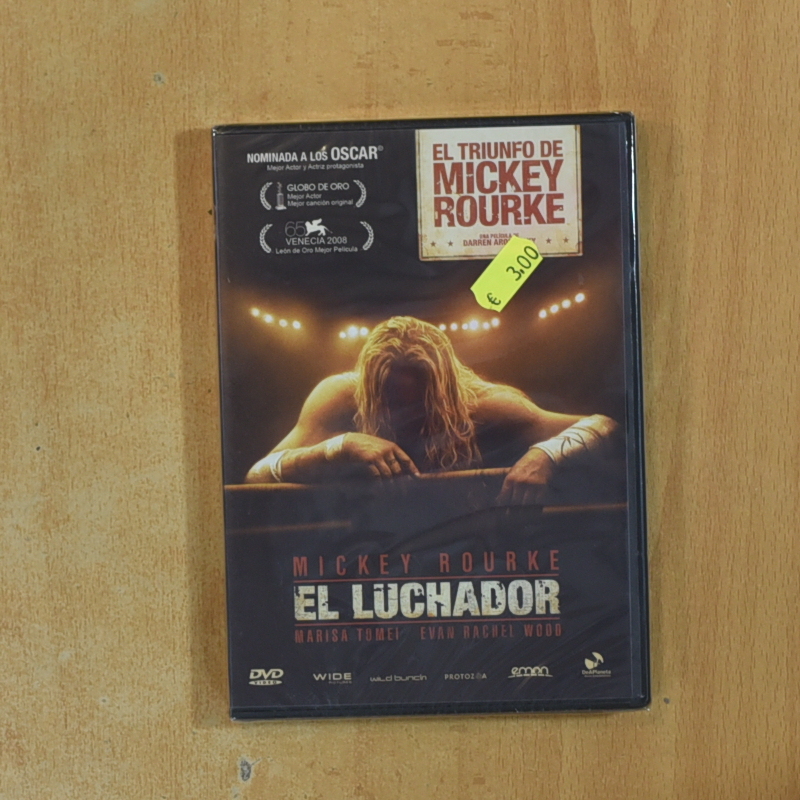 NOMINADA A LOS OSCAR®
Mejor Actor y Actriz protagonista
GLOBO DE ORO
Mejor Actor
Mejor canción original
65
VENECIA 2008
León de Oro Mejor Película
EL TRIUNFO DE
MICKEY
ROURKE
UNA PELÍCULA DE
DARREN
€ 3,00
MICKEY ROURKE
EL LUCHADOR
MARISA TOMEI EVAN RACHEL WOOD
DVD VIDEO WIDE wild bunch PROTOZOA eman